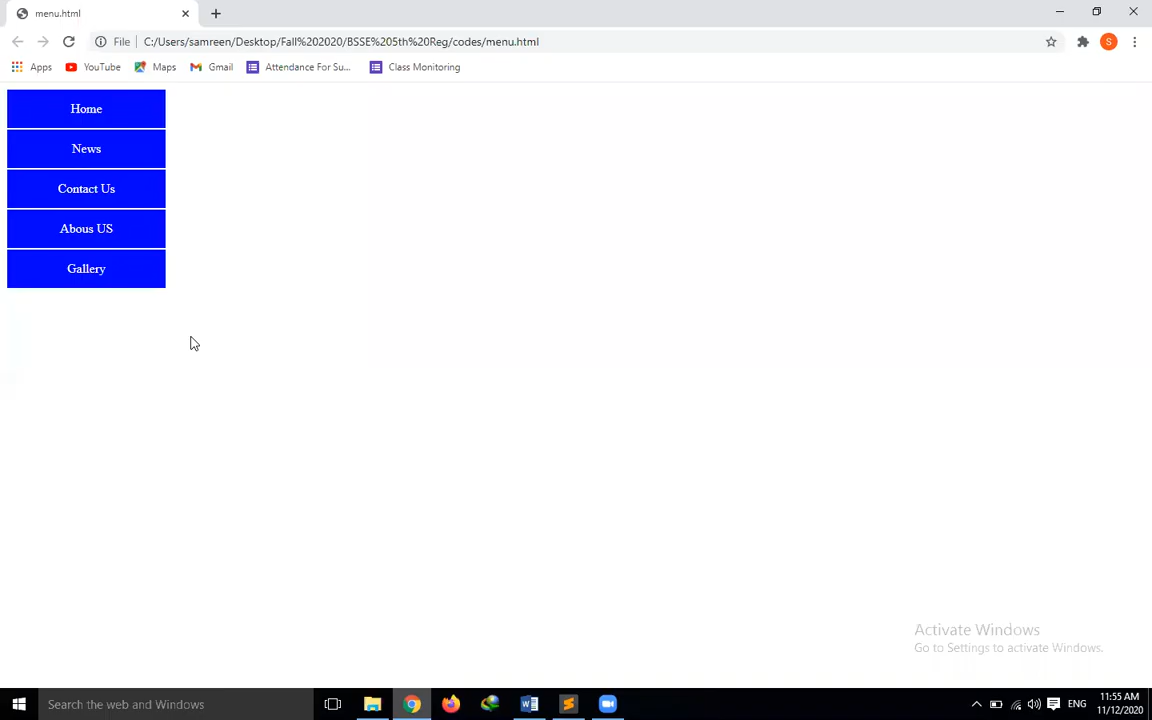 menu.html
File
C:/Users/samreen/Desktop/Fall%202020/BSSE%205th%20Reg/codes/menu.html
S
Apps YouTube Maps Gmail Attendance For Su... Class Monitoring
Home
News
Contact Us
Abous US
Gallery
Activate Windows
Go to Settings to activate Windows.
Search the web and Windows
ENG
11:55 AM
11/12/2020